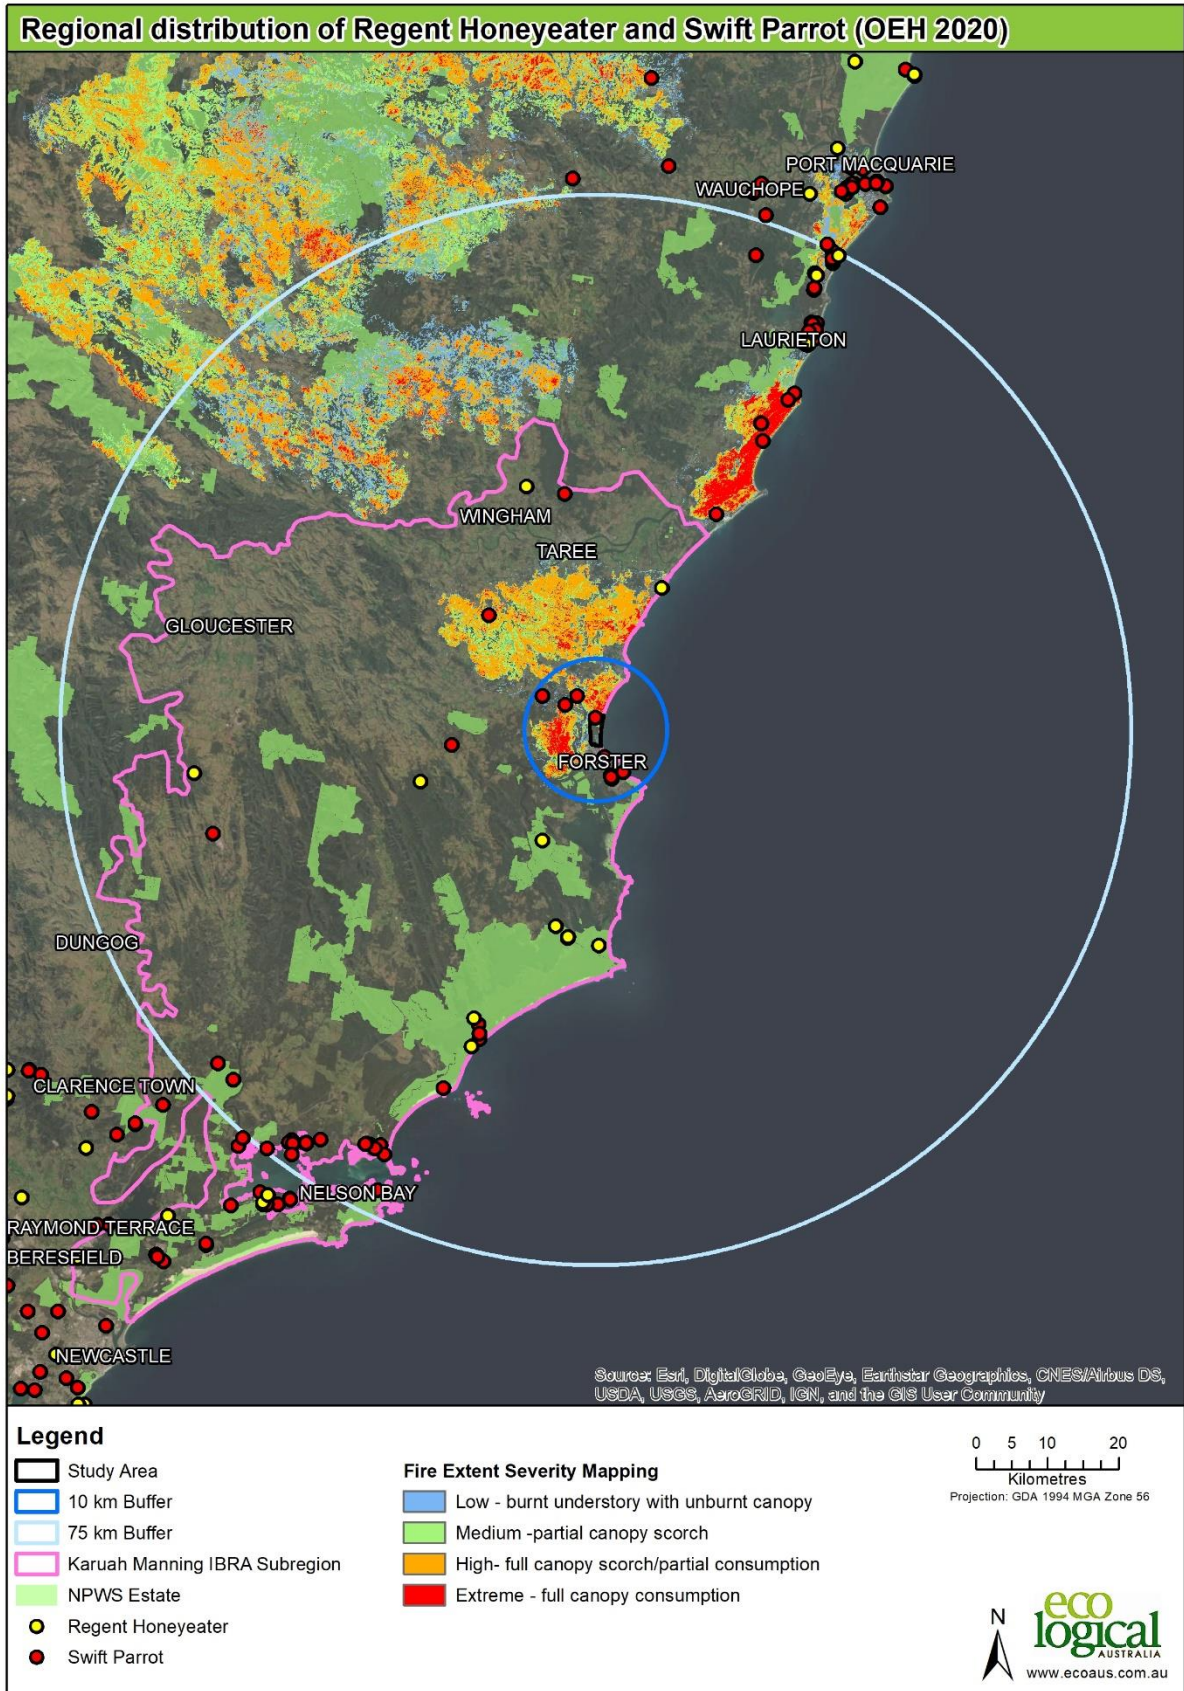 Regional distribution of Regent Honeyeater and Swift Parrot (OEH 2020)
PORT MACQUARIE
WAUCHOPE
LAURIETON
WINGHAM
TAREE
GLOUCESTER
FORSTER
DUNGOG
CLARENCE TOWN
NELSON BAY
RAYMOND TERRACE
BERESFIELD
NEWCASTLE
Source: Esri, DigitalGlobe, GeoEye, Earthstar Geographics, CNES/Airbus DS,
USDA, USGS, AeroGRID, IGN, and the GIS User Community
Legend
Study Area
10 km Buffer
75 km Buffer
Karuah Manning IBRA Subregion
NPWS Estate
Regent Honeyeater
Swift Parrot
Fire Extent Severity Mapping
Low - burnt understory with unburnt canopy
Medium -partial canopy scorch
High- full canopy scorch/partial consumption
Extreme - full canopy consumption
0 5 10 20
Kilometres
Projection: GDA 1994 MGA Zone 56
N
eco
logical
AUSTRALIA
www.ecoaus.com.au